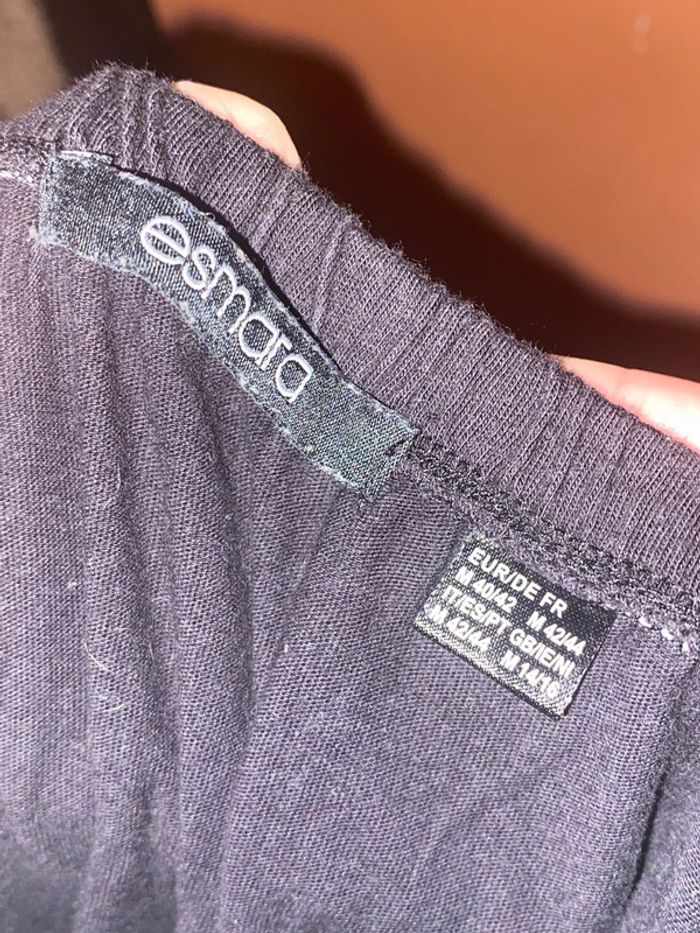 esmara
EUR/DE FR
M 40/42 M 42/44
IT/ES/PT GB/IE/NI
M 42/44 M 14/16